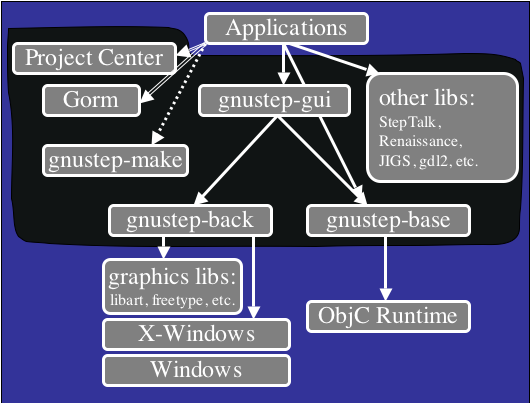 Applications
Project Center
Gorm
gnustep-make
gnustep-gui
other libs:
StepTalk,
Renaissance,
JIGS, gdl2, etc.
gnustep-back
gnustep-base
graphics libs:
libart, freetype, etc.
X-Windows
Windows
ObjC Runtime